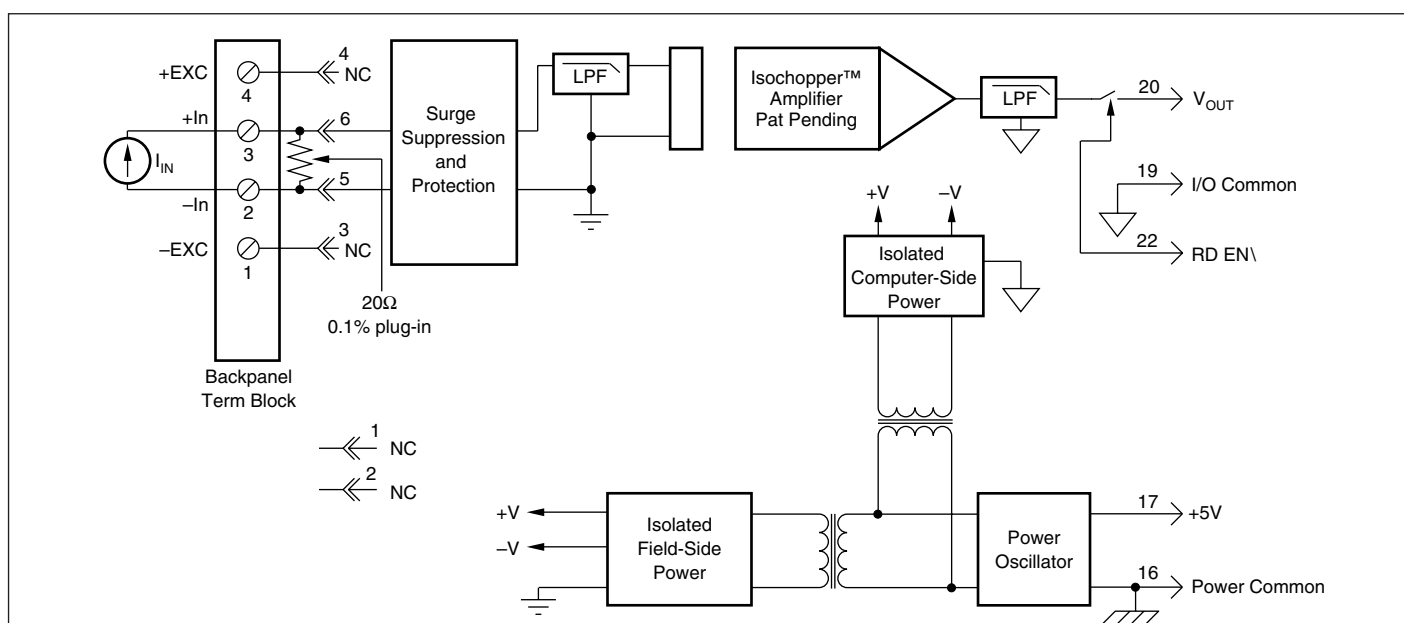 +EXC
4
4
NC
+In
3
6
I_IN
–In
2
5
–EXC
1
3
NC
20Ω
0.1% plug-in
Backpanel
Term Block
Surge
Suppression
and
Protection
LPF
Isochopper™
Amplifier
Pat Pending
LPF
20
V_OUT
19
I/O Common
22
RD EN\
+V
–V
Isolated
Computer-Side
Power
1
NC
2
NC
+V
–V
Isolated
Field-Side
Power
Power
Oscillator
17
+5V
16
Power Common